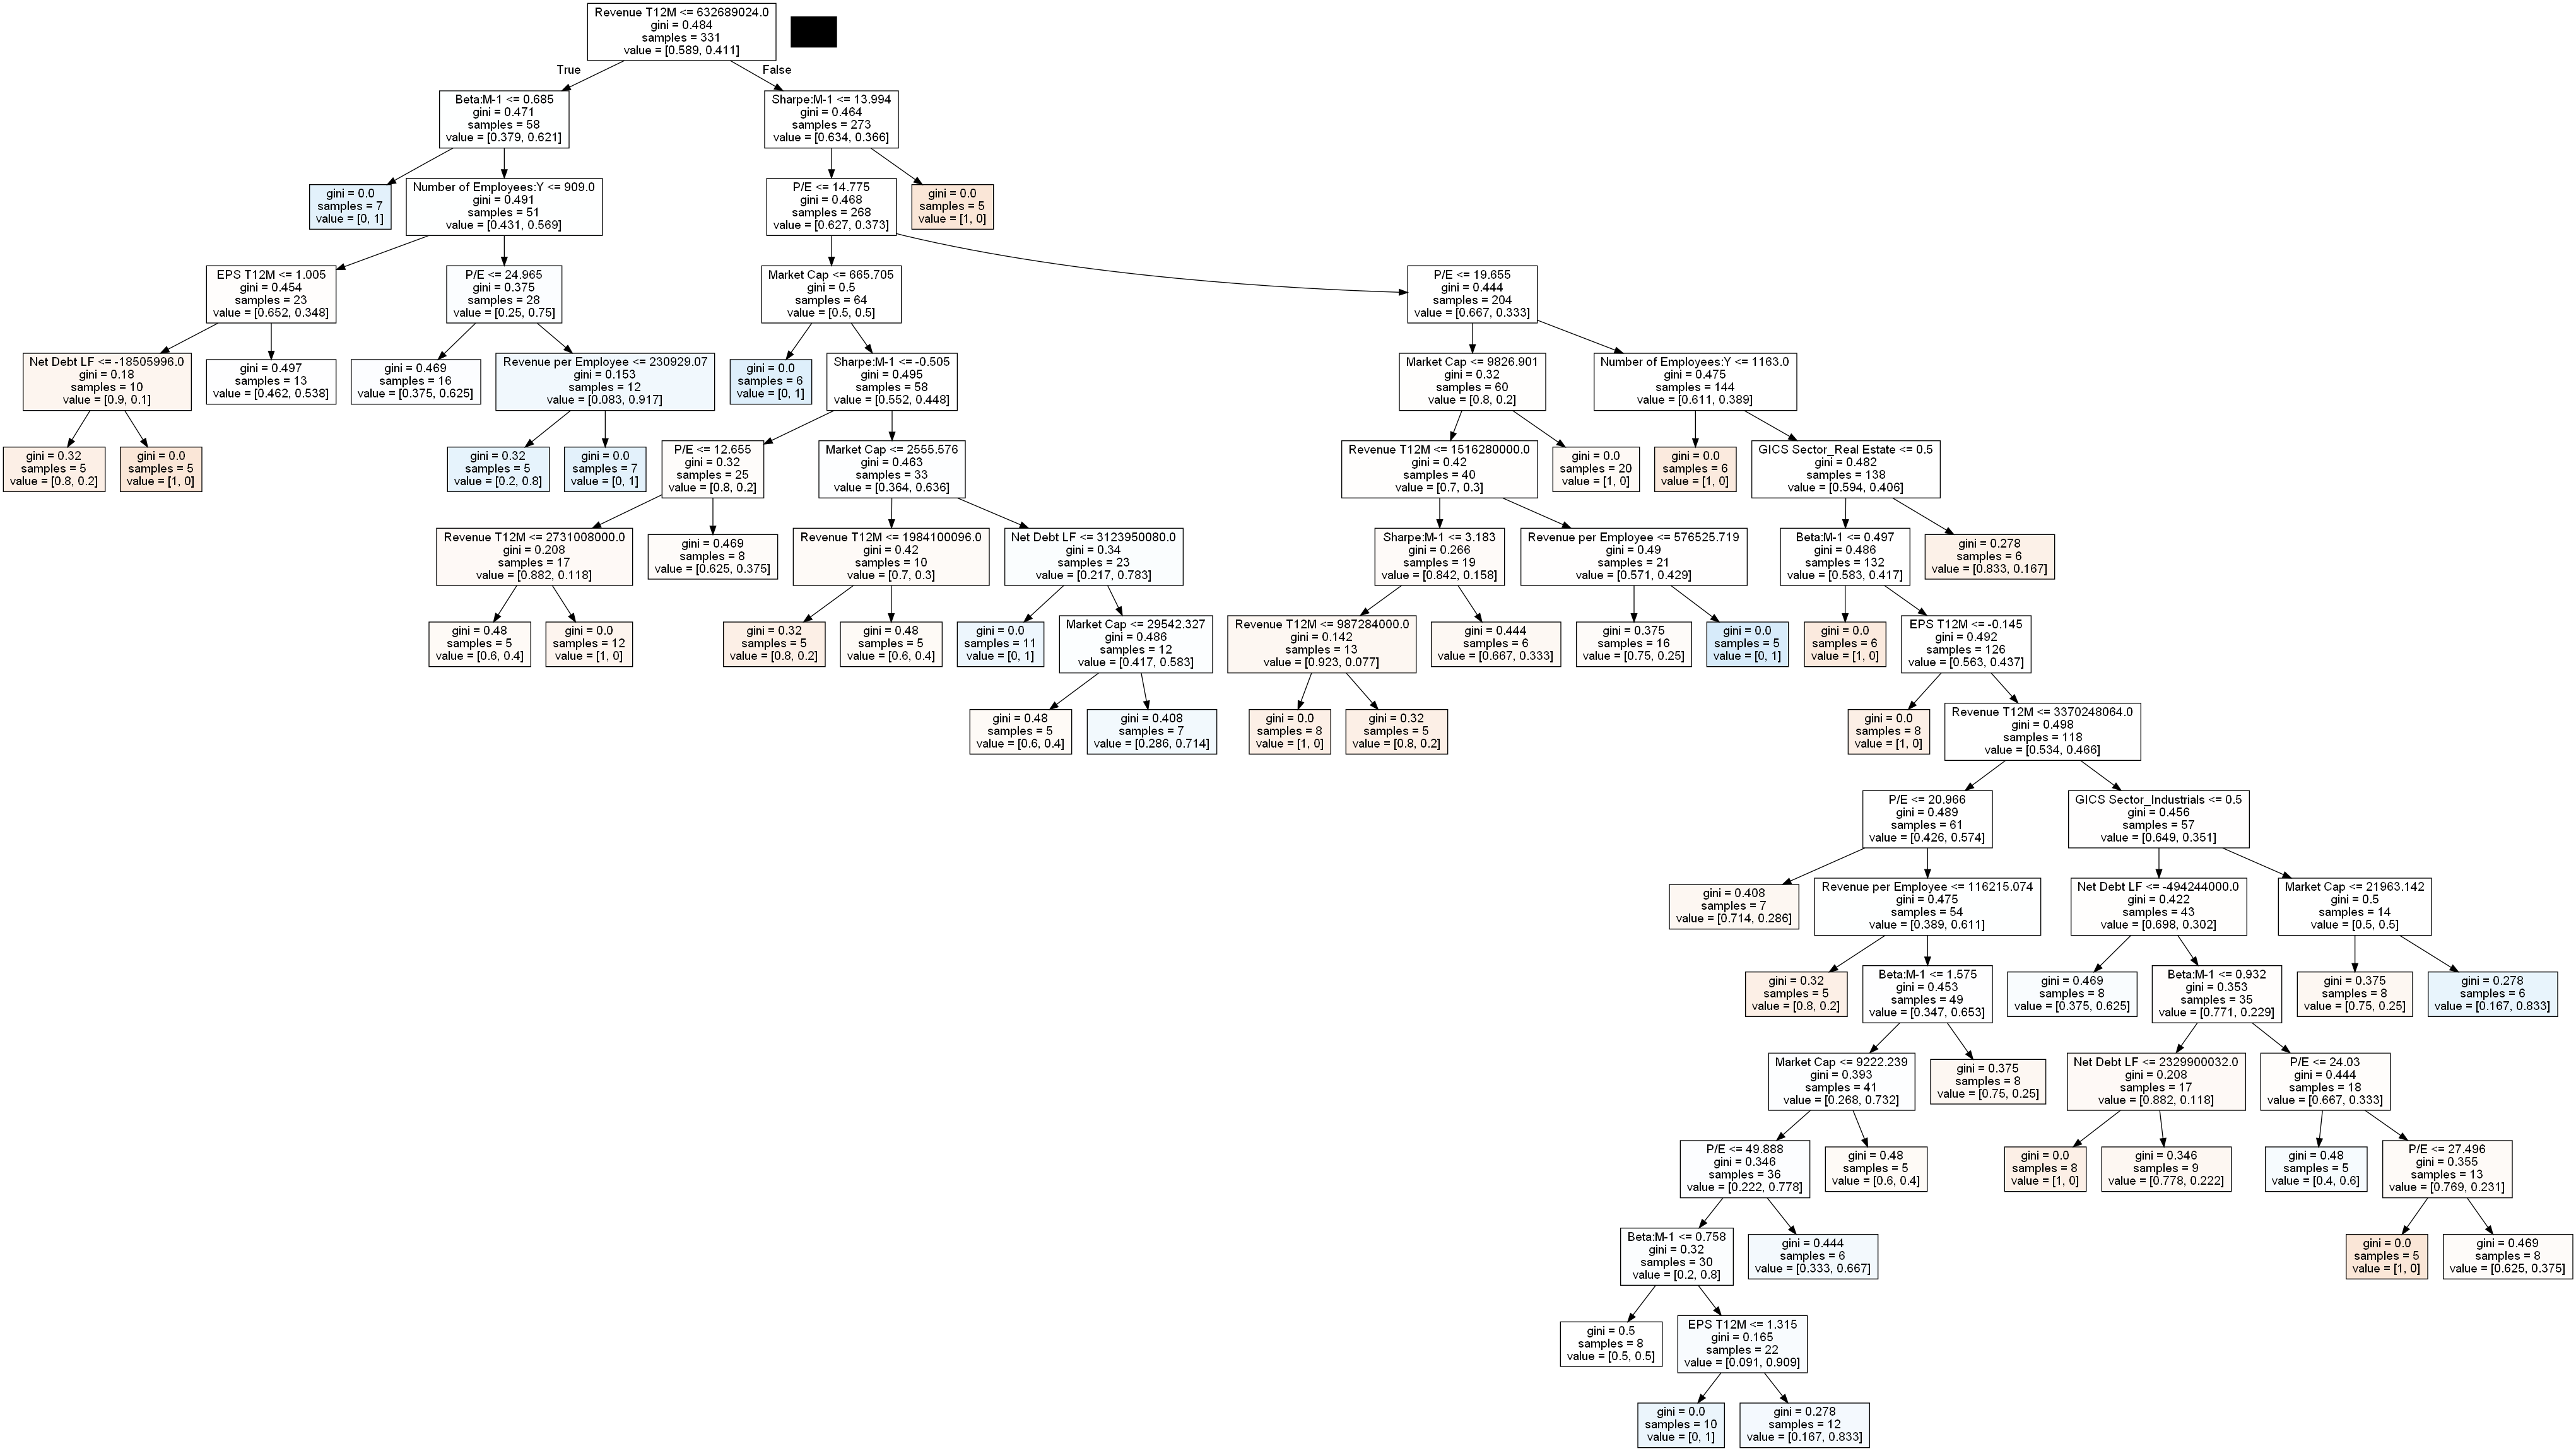 Revenue T12M <= 632689024.0
gini = 0.484
samples = 331
value = [0.589, 0.411]
True
False
Beta:M-1 <= 0.685
gini = 0.471
samples = 58
value = [0.379, 0.621]
Sharpe:M-1 <= 13.994
gini = 0.464
samples = 273
value = [0.634, 0.366]
gini = 0.0
samples = 7
value = [0, 1]
Number of Employees:Y <= 909.0
gini = 0.491
samples = 51
value = [0.431, 0.569]
P/E <= 14.775
gini = 0.468
samples = 268
value = [0.627, 0.373]
gini = 0.0
samples = 5
value = [1, 0]
EPS T12M <= 1.005
gini = 0.454
samples = 23
value = [0.652, 0.348]
P/E <= 24.965
gini = 0.375
samples = 28
value = [0.25, 0.75]
Market Cap <= 665.705
gini = 0.5
samples = 64
value = [0.5, 0.5]
P/E <= 19.655
gini = 0.444
samples = 204
value = [0.667, 0.333]
Net Debt LF <= -18505996.0
gini = 0.18
samples = 10
value = [0.9, 0.1]
gini = 0.497
samples = 13
value = [0.462, 0.538]
gini = 0.469
samples = 16
value = [0.375, 0.625]
Revenue per Employee <= 230929.07
gini = 0.153
samples = 12
value = [0.083, 0.917]
gini = 0.0
samples = 6
value = [0, 1]
Sharpe:M-1 <= -0.505
gini = 0.495
samples = 58
value = [0.552, 0.448]
Market Cap <= 9826.901
gini = 0.32
samples = 60
value = [0.8, 0.2]
Number of Employees:Y <= 1163.0
gini = 0.475
samples = 144
value = [0.611, 0.389]
gini = 0.32
samples = 5
value = [0.8, 0.2]
gini = 0.0
samples = 5
value = [1, 0]
gini = 0.32
samples = 5
value = [0.2, 0.8]
gini = 0.0
samples = 7
value = [0, 1]
P/E <= 12.655
gini = 0.32
samples = 25
value = [0.8, 0.2]
Market Cap <= 2555.576
gini = 0.463
samples = 33
value = [0.364, 0.636]
Revenue T12M <= 1516280000.0
gini = 0.42
samples = 40
value = [0.7, 0.3]
gini = 0.0
samples = 20
value = [1, 0]
gini = 0.0
samples = 6
value = [1, 0]
GICS Sector_Real Estate <= 0.5
gini = 0.482
samples = 138
value = [0.594, 0.406]
Revenue T12M <= 2731008000.0
gini = 0.208
samples = 17
value = [0.882, 0.118]
gini = 0.469
samples = 8
value = [0.625, 0.375]
Revenue T12M <= 1984100096.0
gini = 0.42
samples = 10
value = [0.7, 0.3]
Net Debt LF <= 3123950080.0
gini = 0.34
samples = 23
value = [0.217, 0.783]
Sharpe:M-1 <= 3.183
gini = 0.266
samples = 19
value = [0.842, 0.158]
Revenue per Employee <= 576525.719
gini = 0.49
samples = 21
value = [0.571, 0.429]
Beta:M-1 <= 0.497
gini = 0.486
samples = 132
value = [0.583, 0.417]
gini = 0.278
samples = 6
value = [0.833, 0.167]
gini = 0.48
samples = 5
value = [0.6, 0.4]
gini = 0.0
samples = 12
value = [1, 0]
gini = 0.32
samples = 5
value = [0.8, 0.2]
gini = 0.48
samples = 5
value = [0.6, 0.4]
gini = 0.0
samples = 11
value = [0, 1]
Market Cap <= 29542.327
gini = 0.486
samples = 12
value = [0.417, 0.583]
Revenue T12M <= 987284000.0
gini = 0.142
samples = 13
value = [0.923, 0.077]
gini = 0.444
samples = 6
value = [0.667, 0.333]
gini = 0.375
samples = 16
value = [0.75, 0.25]
gini = 0.0
samples = 5
value = [0, 1]
gini = 0.0
samples = 6
value = [1, 0]
EPS T12M <= -0.145
gini = 0.492
samples = 126
value = [0.563, 0.437]
gini = 0.48
samples = 5
value = [0.6, 0.4]
gini = 0.408
samples = 7
value = [0.286, 0.714]
gini = 0.0
samples = 8
value = [1, 0]
gini = 0.32
samples = 5
value = [0.8, 0.2]
gini = 0.0
samples = 8
value = [1, 0]
Revenue T12M <= 3370248064.0
gini = 0.498
samples = 118
value = [0.534, 0.466]
P/E <= 20.966
gini = 0.489
samples = 61
value = [0.426, 0.574]
GICS Sector_Industrials <= 0.5
gini = 0.456
samples = 57
value = [0.649, 0.351]
gini = 0.408
samples = 7
value = [0.714, 0.286]
Revenue per Employee <= 116215.074
gini = 0.475
samples = 54
value = [0.389, 0.611]
Net Debt LF <= -494244000.0
gini = 0.422
samples = 43
value = [0.698, 0.302]
Market Cap <= 21963.142
gini = 0.5
samples = 14
value = [0.5, 0.5]
gini = 0.32
samples = 5
value = [0.8, 0.2]
Beta:M-1 <= 1.575
gini = 0.453
samples = 49
value = [0.347, 0.653]
gini = 0.469
samples = 8
value = [0.375, 0.625]
Beta:M-1 <= 0.932
gini = 0.353
samples = 35
value = [0.771, 0.229]
gini = 0.375
samples = 8
value = [0.75, 0.25]
gini = 0.278
samples = 6
value = [0.167, 0.833]
Market Cap <= 9222.239
gini = 0.393
samples = 41
value = [0.268, 0.732]
gini = 0.375
samples = 8
value = [0.75, 0.25]
Net Debt LF <= 2329900032.0
gini = 0.208
samples = 17
value = [0.882, 0.118]
P/E <= 24.03
gini = 0.444
samples = 18
value = [0.667, 0.333]
P/E <= 49.888
gini = 0.346
samples = 36
value = [0.222, 0.778]
gini = 0.48
samples = 5
value = [0.6, 0.4]
gini = 0.0
samples = 8
value = [1, 0]
gini = 0.346
samples = 9
value = [0.778, 0.222]
gini = 0.48
samples = 5
value = [0.4, 0.6]
P/E <= 27.496
gini = 0.355
samples = 13
value = [0.769, 0.231]
Beta:M-1 <= 0.758
gini = 0.32
samples = 30
value = [0.2, 0.8]
gini = 0.444
samples = 6
value = [0.333, 0.667]
gini = 0.0
samples = 5
value = [1, 0]
gini = 0.469
samples = 8
value = [0.625, 0.375]
gini = 0.5
samples = 8
value = [0.5, 0.5]
EPS T12M <= 1.315
gini = 0.165
samples = 22
value = [0.091, 0.909]
gini = 0.0
samples = 10
value = [0, 1]
gini = 0.278
samples = 12
value = [0.167, 0.833]